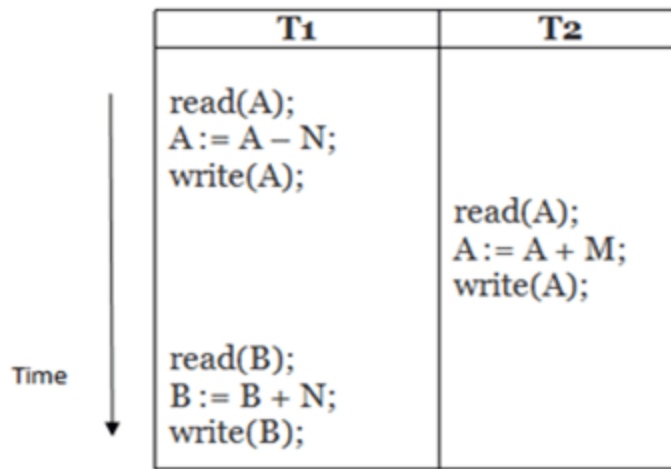 T1 T2
read(A);
A := A – N;
write(A);
read(A);
A := A + M;
write(A);
read(B);
Time
B := B + N;
write(B);